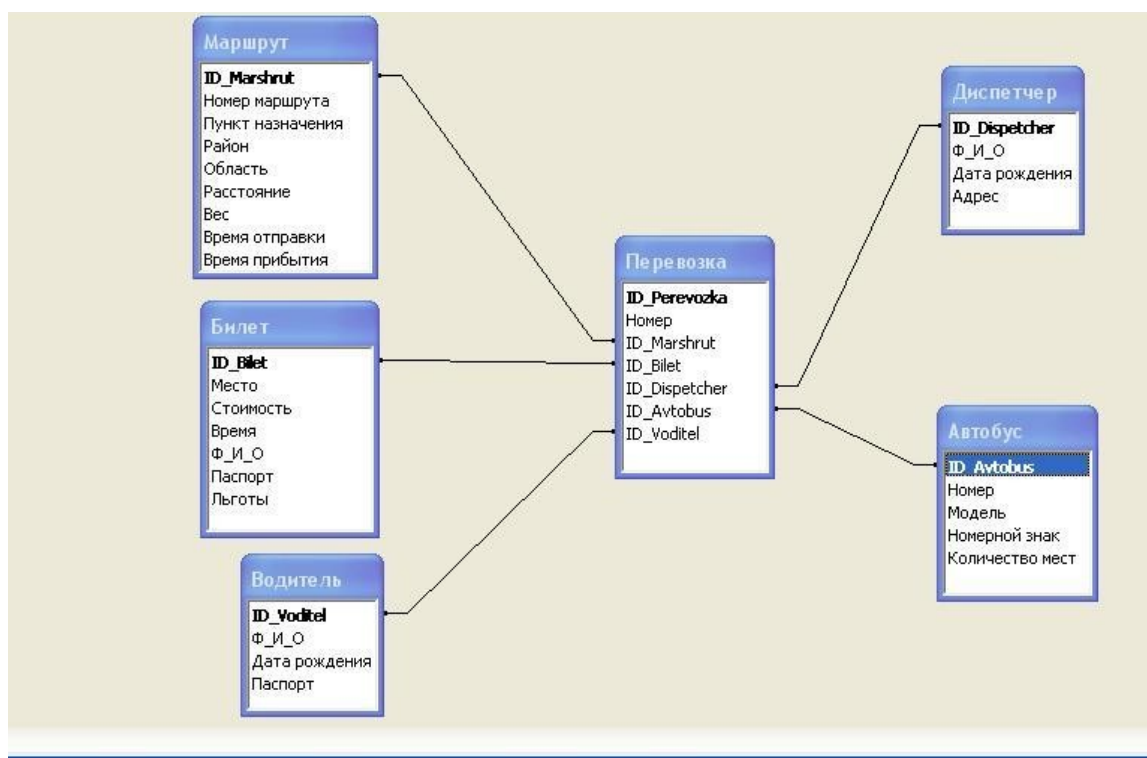 Маршрут
ID_Marshrut
Номер маршрута
Пункт назначения
Район
Область
Расстояние
Вес
Время отправки
Время прибытия
Билет
ID_Bilet
Место
Стоимость
Время
Ф_И_О
Паспорт
Льготы
Водитель
ID_Voditel
Ф_И_О
Дата рождения
Паспорт
Перевозка
ID_Perevozka
Номер
ID_Marshrut
ID_Bilet
ID_Dispetcher
ID_Avtobus
ID_Voditel
Диспетчер
ID_Dispetcher
Ф_И_О
Дата рождения
Адрес
Автобус
ID_Avtobus
Номер
Модель
Номерной знак
Количество мест